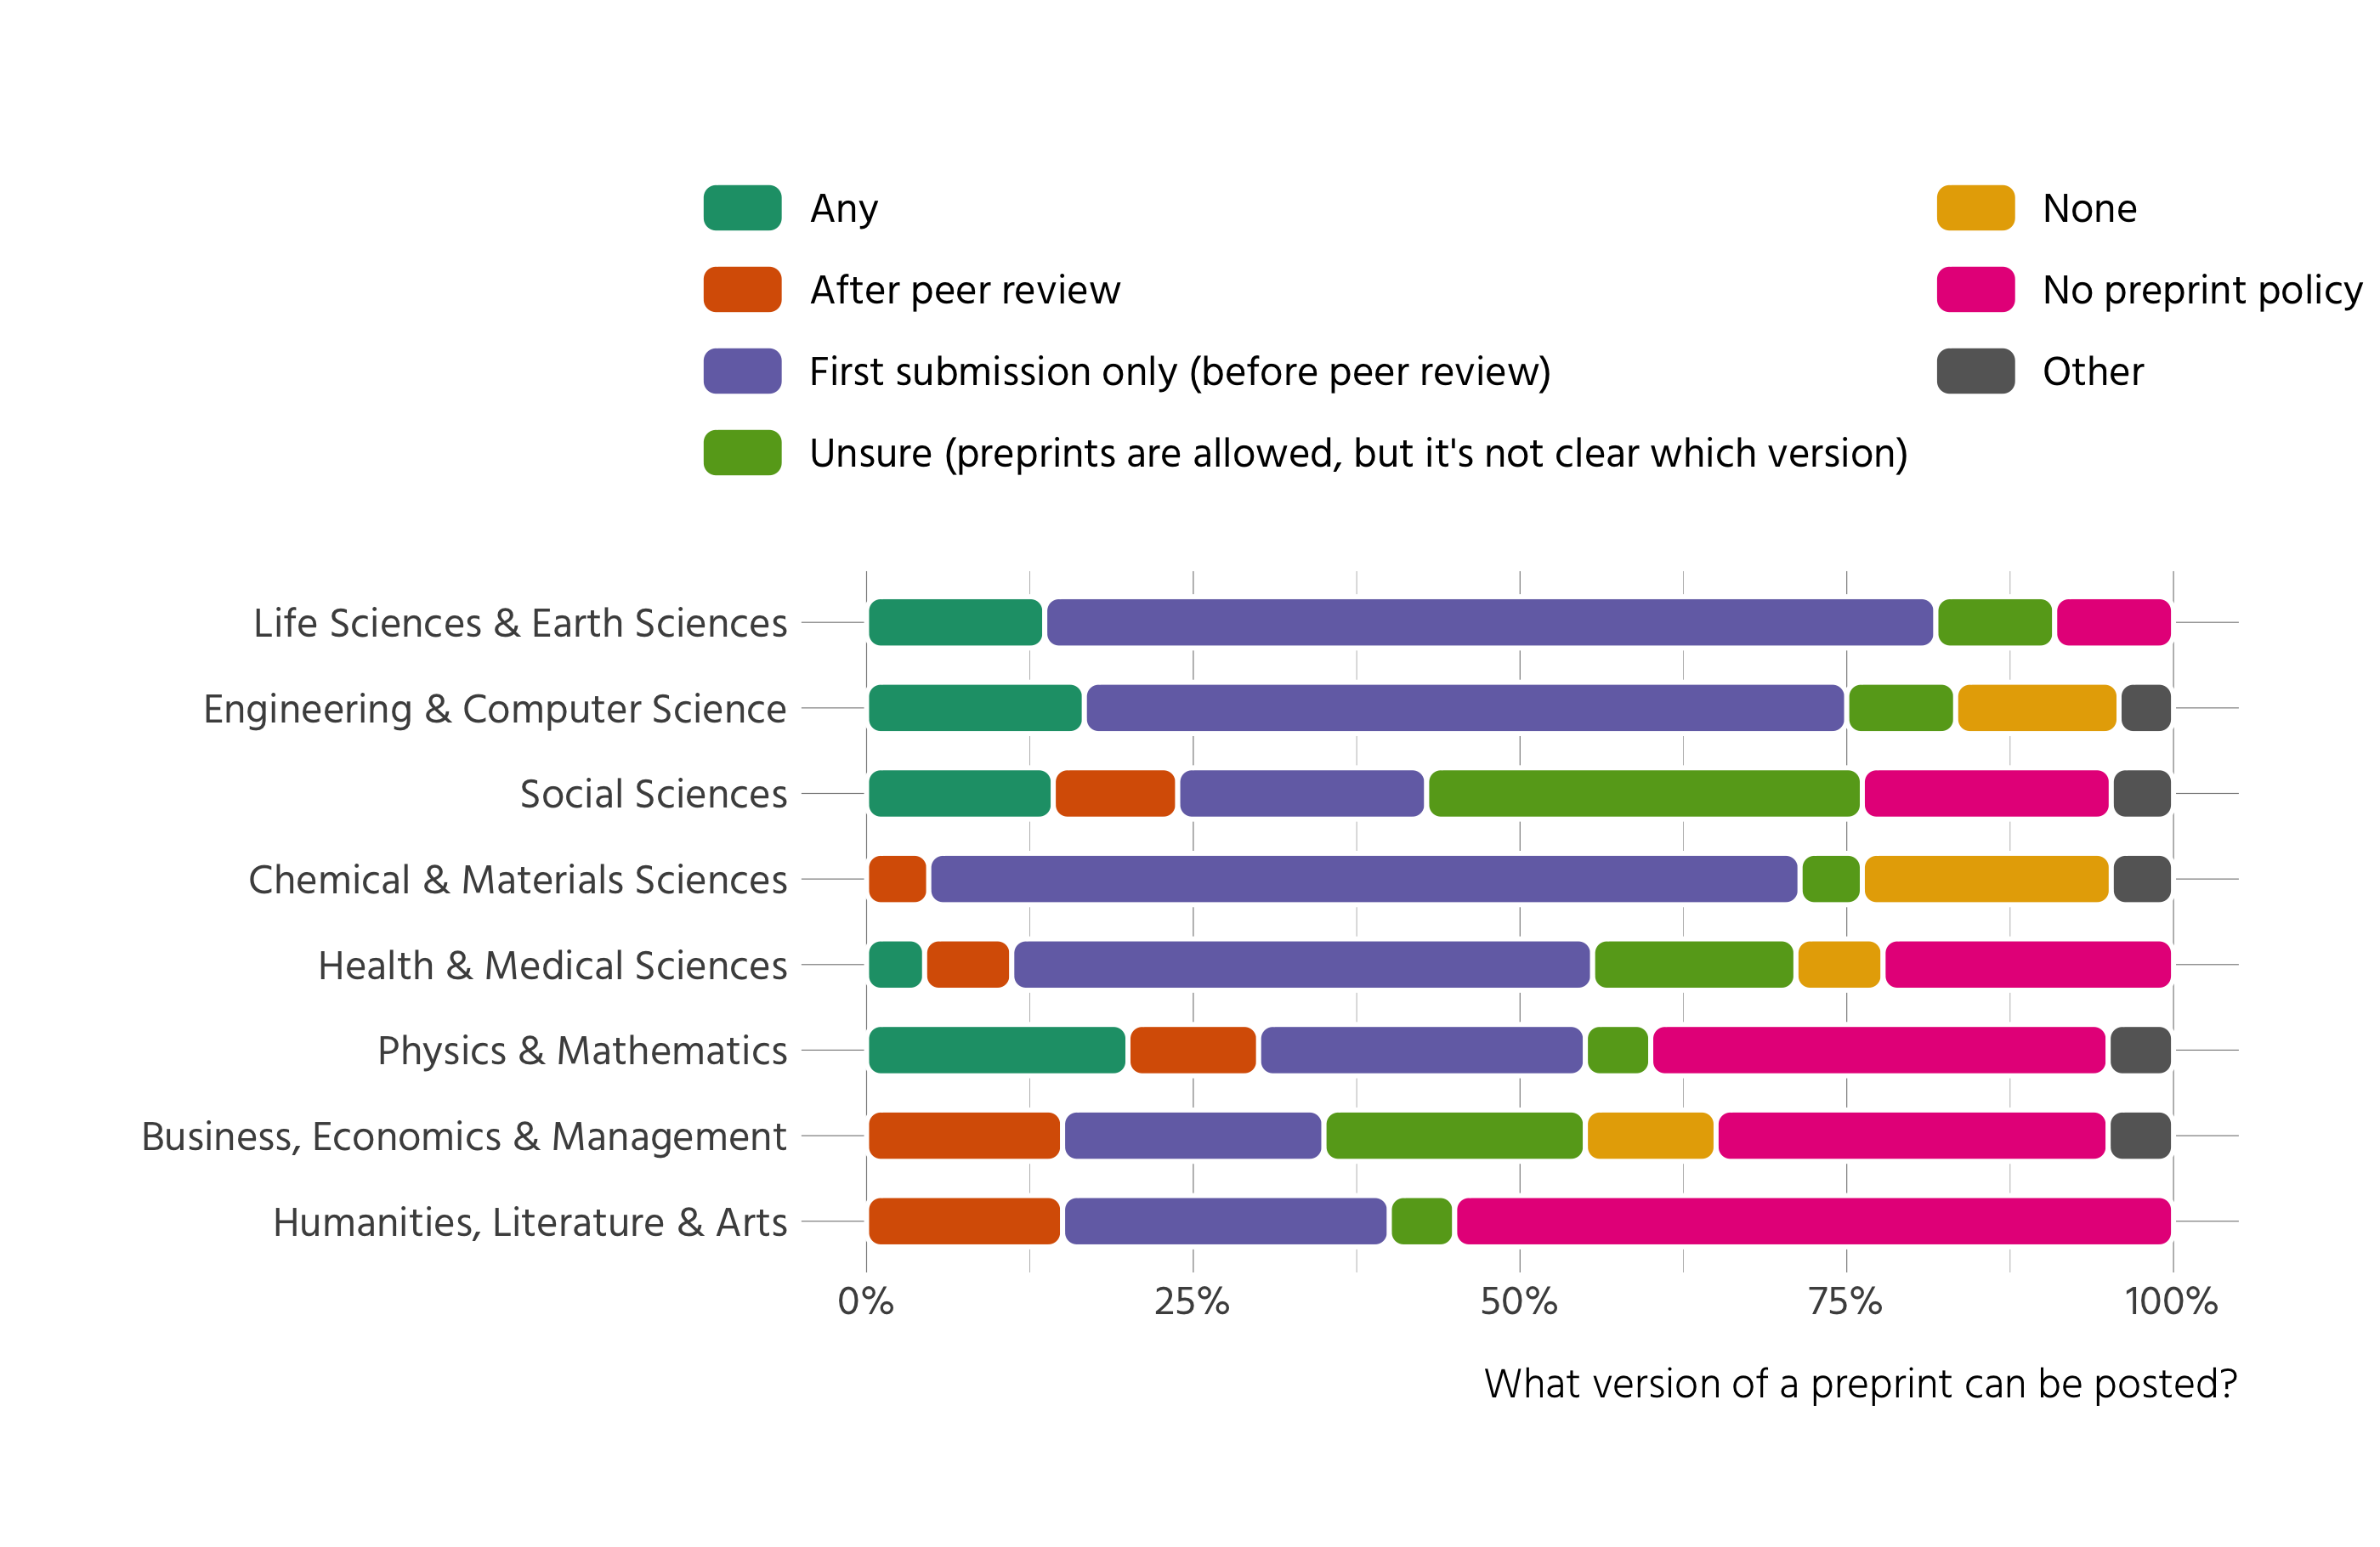 Any
After peer review
First submission only (before peer review)
Unsure (preprints are allowed, but it's not clear which version)
None
No preprint policy
Other
Life Sciences & Earth Sciences
Engineering & Computer Science
Social Sciences
Chemical & Materials Sciences
Health & Medical Sciences
Physics & Mathematics
Business, Economics & Management
Humanities, Literature & Arts
0% 25% 50% 75% 100%
What version of a preprint can be posted?